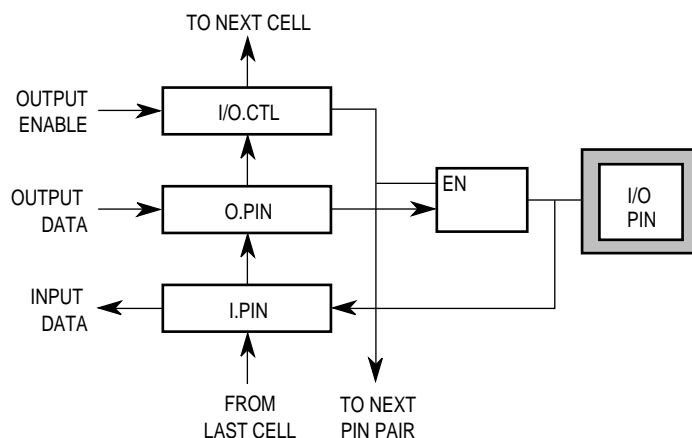 TO NEXT CELL
OUTPUT
ENABLE
I/O.CTL
OUTPUT
DATA
O.PIN
EN
I/O
PIN
INPUT
DATA
I.PIN
FROM
LAST CELL
TO NEXT
PIN PAIR